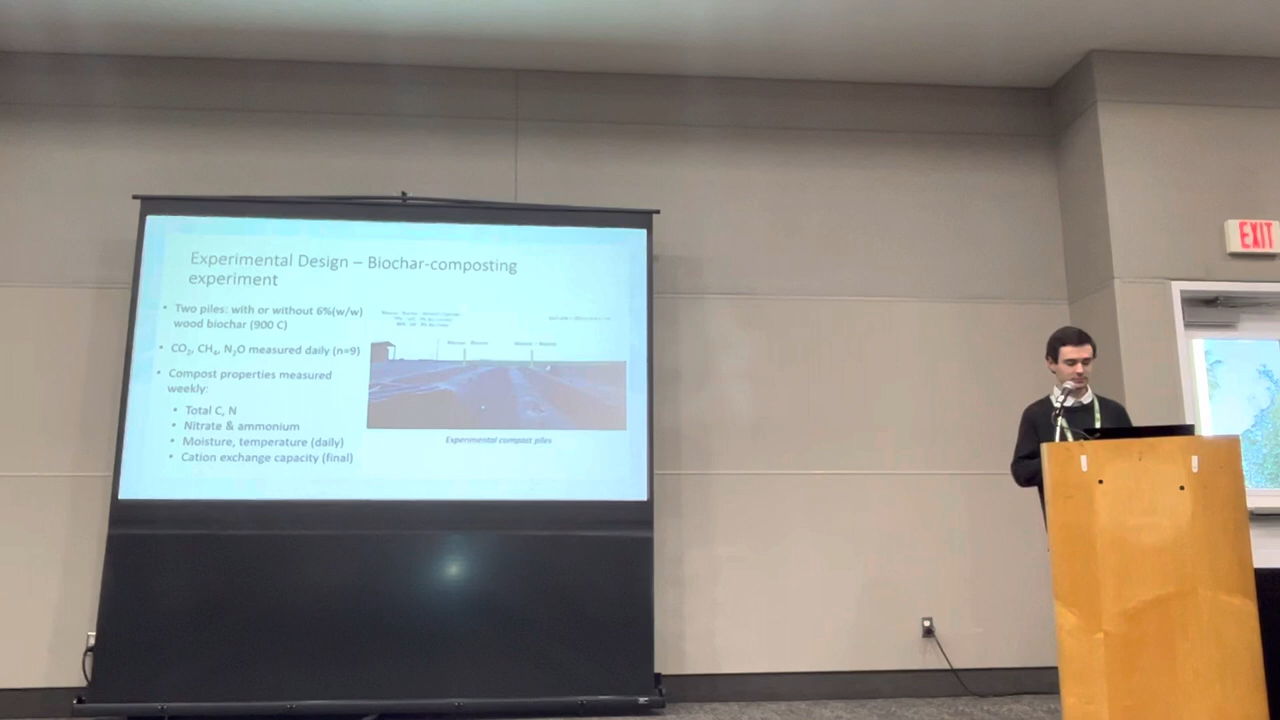 Experimental Design – Biochar-composting
experiment
• Two piles: with or without 6%(w/w)
wood biochar (900 C)
• CO₂, CH₄, N₂O measured daily (n=9)
• Compost properties measured
weekly:
• Total C, N
• Nitrate & ammonium
• Moisture, temperature (daily)
• Cation exchange capacity (final)
Experimental compost piles
EXIT